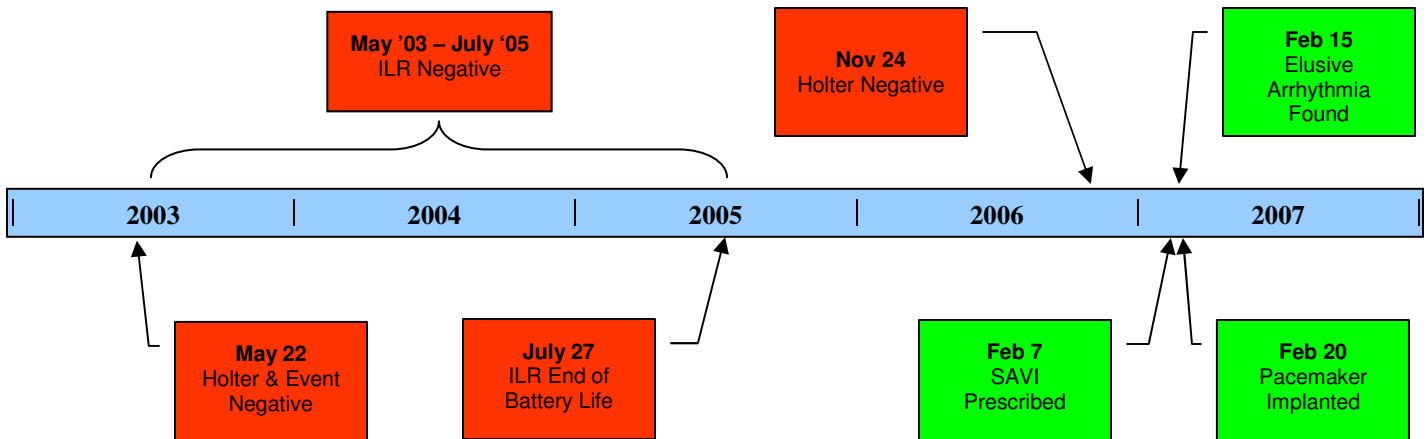 May '03 – July ‘05
ILR Negative
Nov 24
Holter Negative
Feb 15
Elusive
Arrhythmia
Found
2003
2004
2005
2006
2007
May 22
Holter & Event
Negative
July 27
ILR End of
Battery Life
Feb 7
SAVI
Prescribed
Feb 20
Pacemaker
Implanted